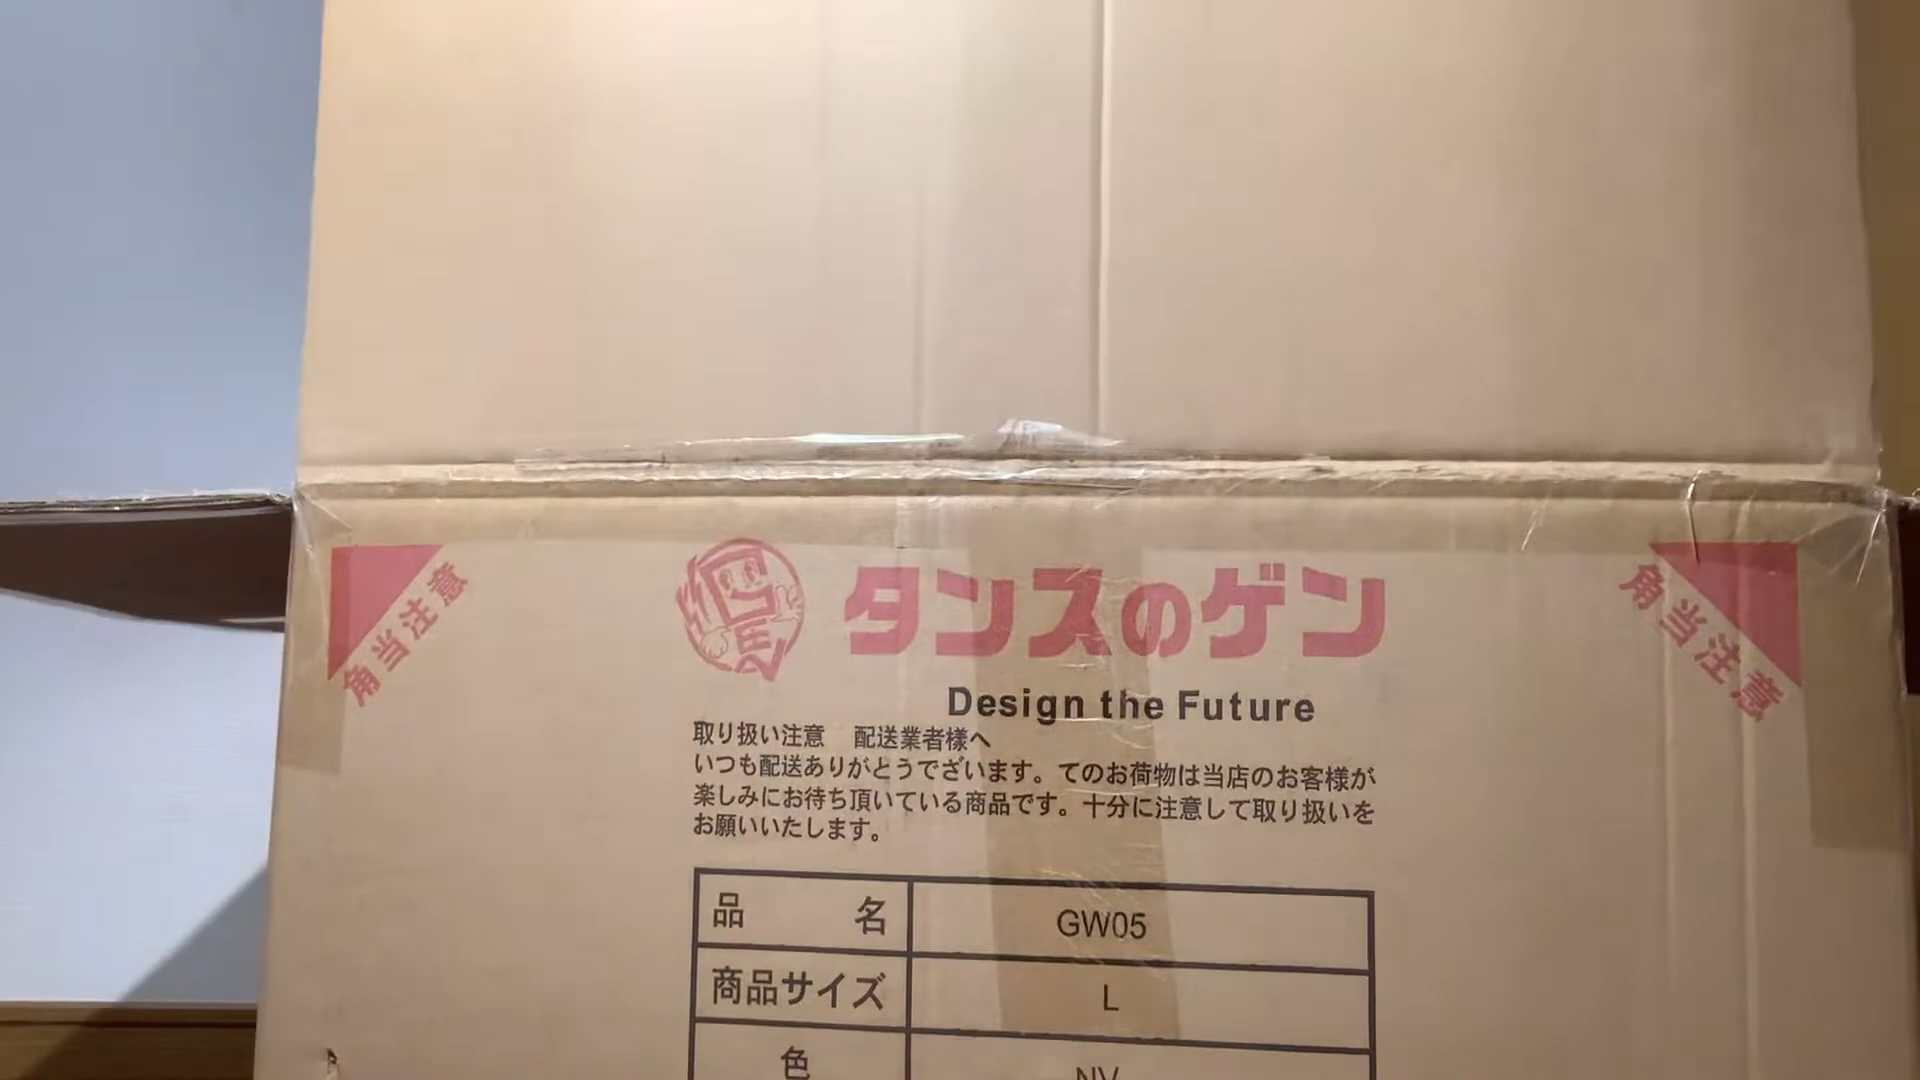 タンスのゲン
Design the Future
角当注意
角当注意
取り扱い注意 配送業者様へ
いつも配送ありがとうでざいます。てのお荷物は当店のお客様が
楽しみにお待ち頂いている商品です。十分に注意して取り扱いを
お願いいたします。
品 名 GW05
商品サイズ L
色 NV